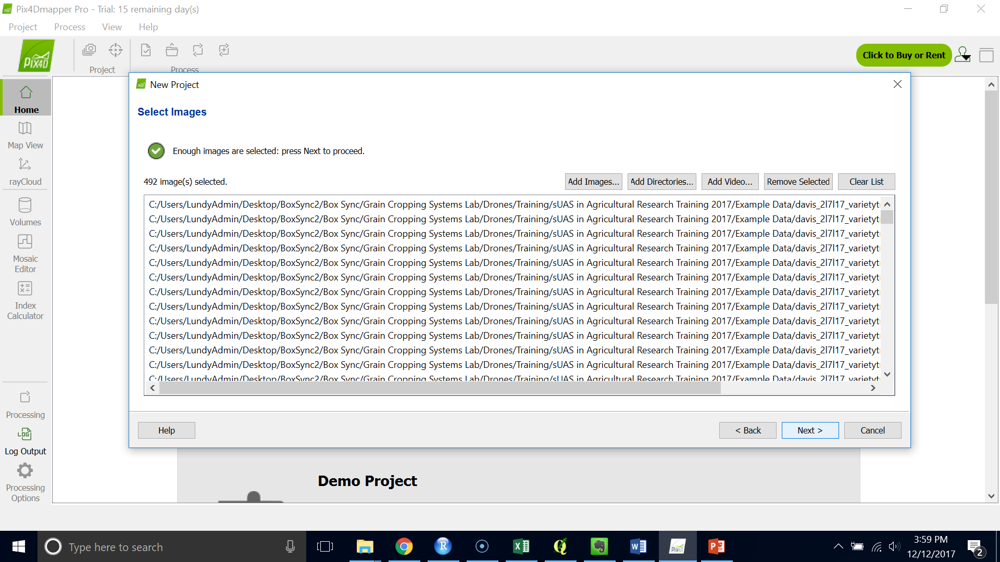 Pix4Dmapper Pro - Trial: 15 remaining day(s)
Project Process View Help
PIX4D
Project Process
Click to Buy or Rent
Home
Map View
rayCloud
Volumes
Mosaic
Editor
Index
Calculator
Processing
Log Output
Processing
Options
New Project
Select Images
Enough images are selected: press Next to proceed.
492 image(s) selected.
Add Images... Add Directories... Add Video... Remove Selected Clear List
C:/Users/LundyAdmin/Desktop/BoxSync2/Box Sync/Grain Cropping Systems Lab/Drones/Training/sUAS in Agricultural Research Training 2017/Example Data/davis_2l7l17_varietyt
C:/Users/LundyAdmin/Desktop/BoxSync2/Box Sync/Grain Cropping Systems Lab/Drones/Training/sUAS in Agricultural Research Training 2017/Example Data/davis_2l7l17_varietyt
C:/Users/LundyAdmin/Desktop/BoxSync2/Box Sync/Grain Cropping Systems Lab/Drones/Training/sUAS in Agricultural Research Training 2017/Example Data/davis_2l7l17_varietyt
C:/Users/LundyAdmin/Desktop/BoxSync2/Box Sync/Grain Cropping Systems Lab/Drones/Training/sUAS in Agricultural Research Training 2017/Example Data/davis_2l7l17_varietyt
C:/Users/LundyAdmin/Desktop/BoxSync2/Box Sync/Grain Cropping Systems Lab/Drones/Training/sUAS in Agricultural Research Training 2017/Example Data/davis_2l7l17_varietyt
C:/Users/LundyAdmin/Desktop/BoxSync2/Box Sync/Grain Cropping Systems Lab/Drones/Training/sUAS in Agricultural Research Training 2017/Example Data/davis_2l7l17_varietyt
C:/Users/LundyAdmin/Desktop/BoxSync2/Box Sync/Grain Cropping Systems Lab/Drones/Training/sUAS in Agricultural Research Training 2017/Example Data/davis_2l7l17_varietyt
C:/Users/LundyAdmin/Desktop/BoxSync2/Box Sync/Grain Cropping Systems Lab/Drones/Training/sUAS in Agricultural Research Training 2017/Example Data/davis_2l7l17_varietyt
C:/Users/LundyAdmin/Desktop/BoxSync2/Box Sync/Grain Cropping Systems Lab/Drones/Training/sUAS in Agricultural Research Training 2017/Example Data/davis_2l7l17_varietyt
C:/Users/LundyAdmin/Desktop/BoxSync2/Box Sync/Grain Cropping Systems Lab/Drones/Training/sUAS in Agricultural Research Training 2017/Example Data/davis_2l7l17_varietyt
C:/Users/LundyAdmin/Desktop/BoxSync2/Box Sync/Grain Cropping Systems Lab/Drones/Training/sUAS in Agricultural Research Training 2017/Example Data/davis_2l7l17_varietyt
C:/Users/LundyAdmin/Desktop/BoxSync2/Box Sync/Grain Cropping Systems Lab/Drones/Training/sUAS in Agricultural Research Training 2017/Example Data/davis_2l7l17_varietyt
C:/Users/LundyAdmin/Desktop/BoxSync2/Box Sync/Grain Cropping Systems Lab/Drones/Training/sUAS in Agricultural Research Training 2017/Example Data/davis_2l7l17_varietyt
Help < Back Next > Cancel
Demo Project
Type here to search
3:59 PM
12/12/2017
2